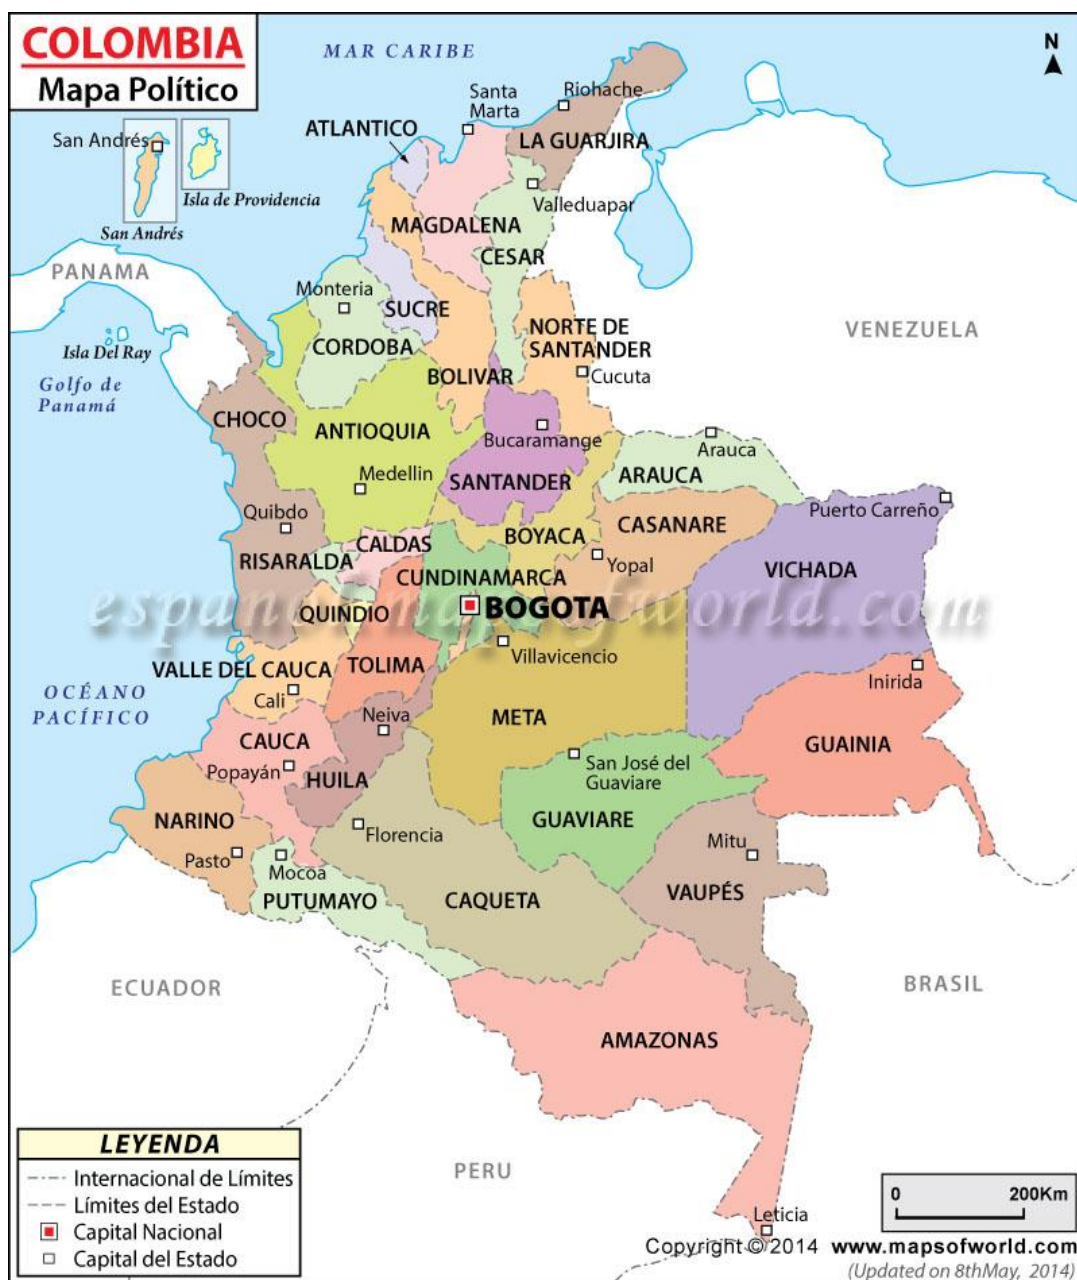 COLOMBIA
Mapa Político
MAR CARIBE
N
Santa
Marta
Riohache
ATLANTICO
LA GUARJIRA
San Andrés
Isla de Providencia
San Andrés
Valleduapar
MAGDALENA
CESAR
PANAMA
Monteria
SUCRE
NORTE DE
SANTANDER
VENEZUELA
Isla Del Ray
CORDOBA
Golfo de
Panamá
BOLIVAR
Cucuta
CHOCO
ANTIOQUIA
Bucaramange
Arauca
Medellin
SANTANDER
ARAUCA
Quibdo
Puerto Carreño
CASANARE
BOYACA
CALDAS
RISARALDA
Yopal
VICHADA
CUNDINAMARCA
espanol.mapsofworld.com
QUINDIO
BOGOTA
VALLE DEL CAUCA
TOLIMA
Villavicencio
Inirida
OCÉANO
PACÍFICO
Cali
Neiva
META
CAUCA
GUAINIA
Popayán
HUILA
San José del
Guaviare
NARINO
Florencia
GUAVIARE
Mitu
Pasto
Mocoa
PUTUMAYO
CAQUETA
VAUPÉS
ECUADOR
BRASIL
AMAZONAS
LEYENDA
Internacional de Límites
Límites del Estado
Capital Nacional
Capital del Estado
PERU
0 200Km
Leticia
Copyright © 2014 www.mapsofworld.com
(Updated on 8thMay, 2014)